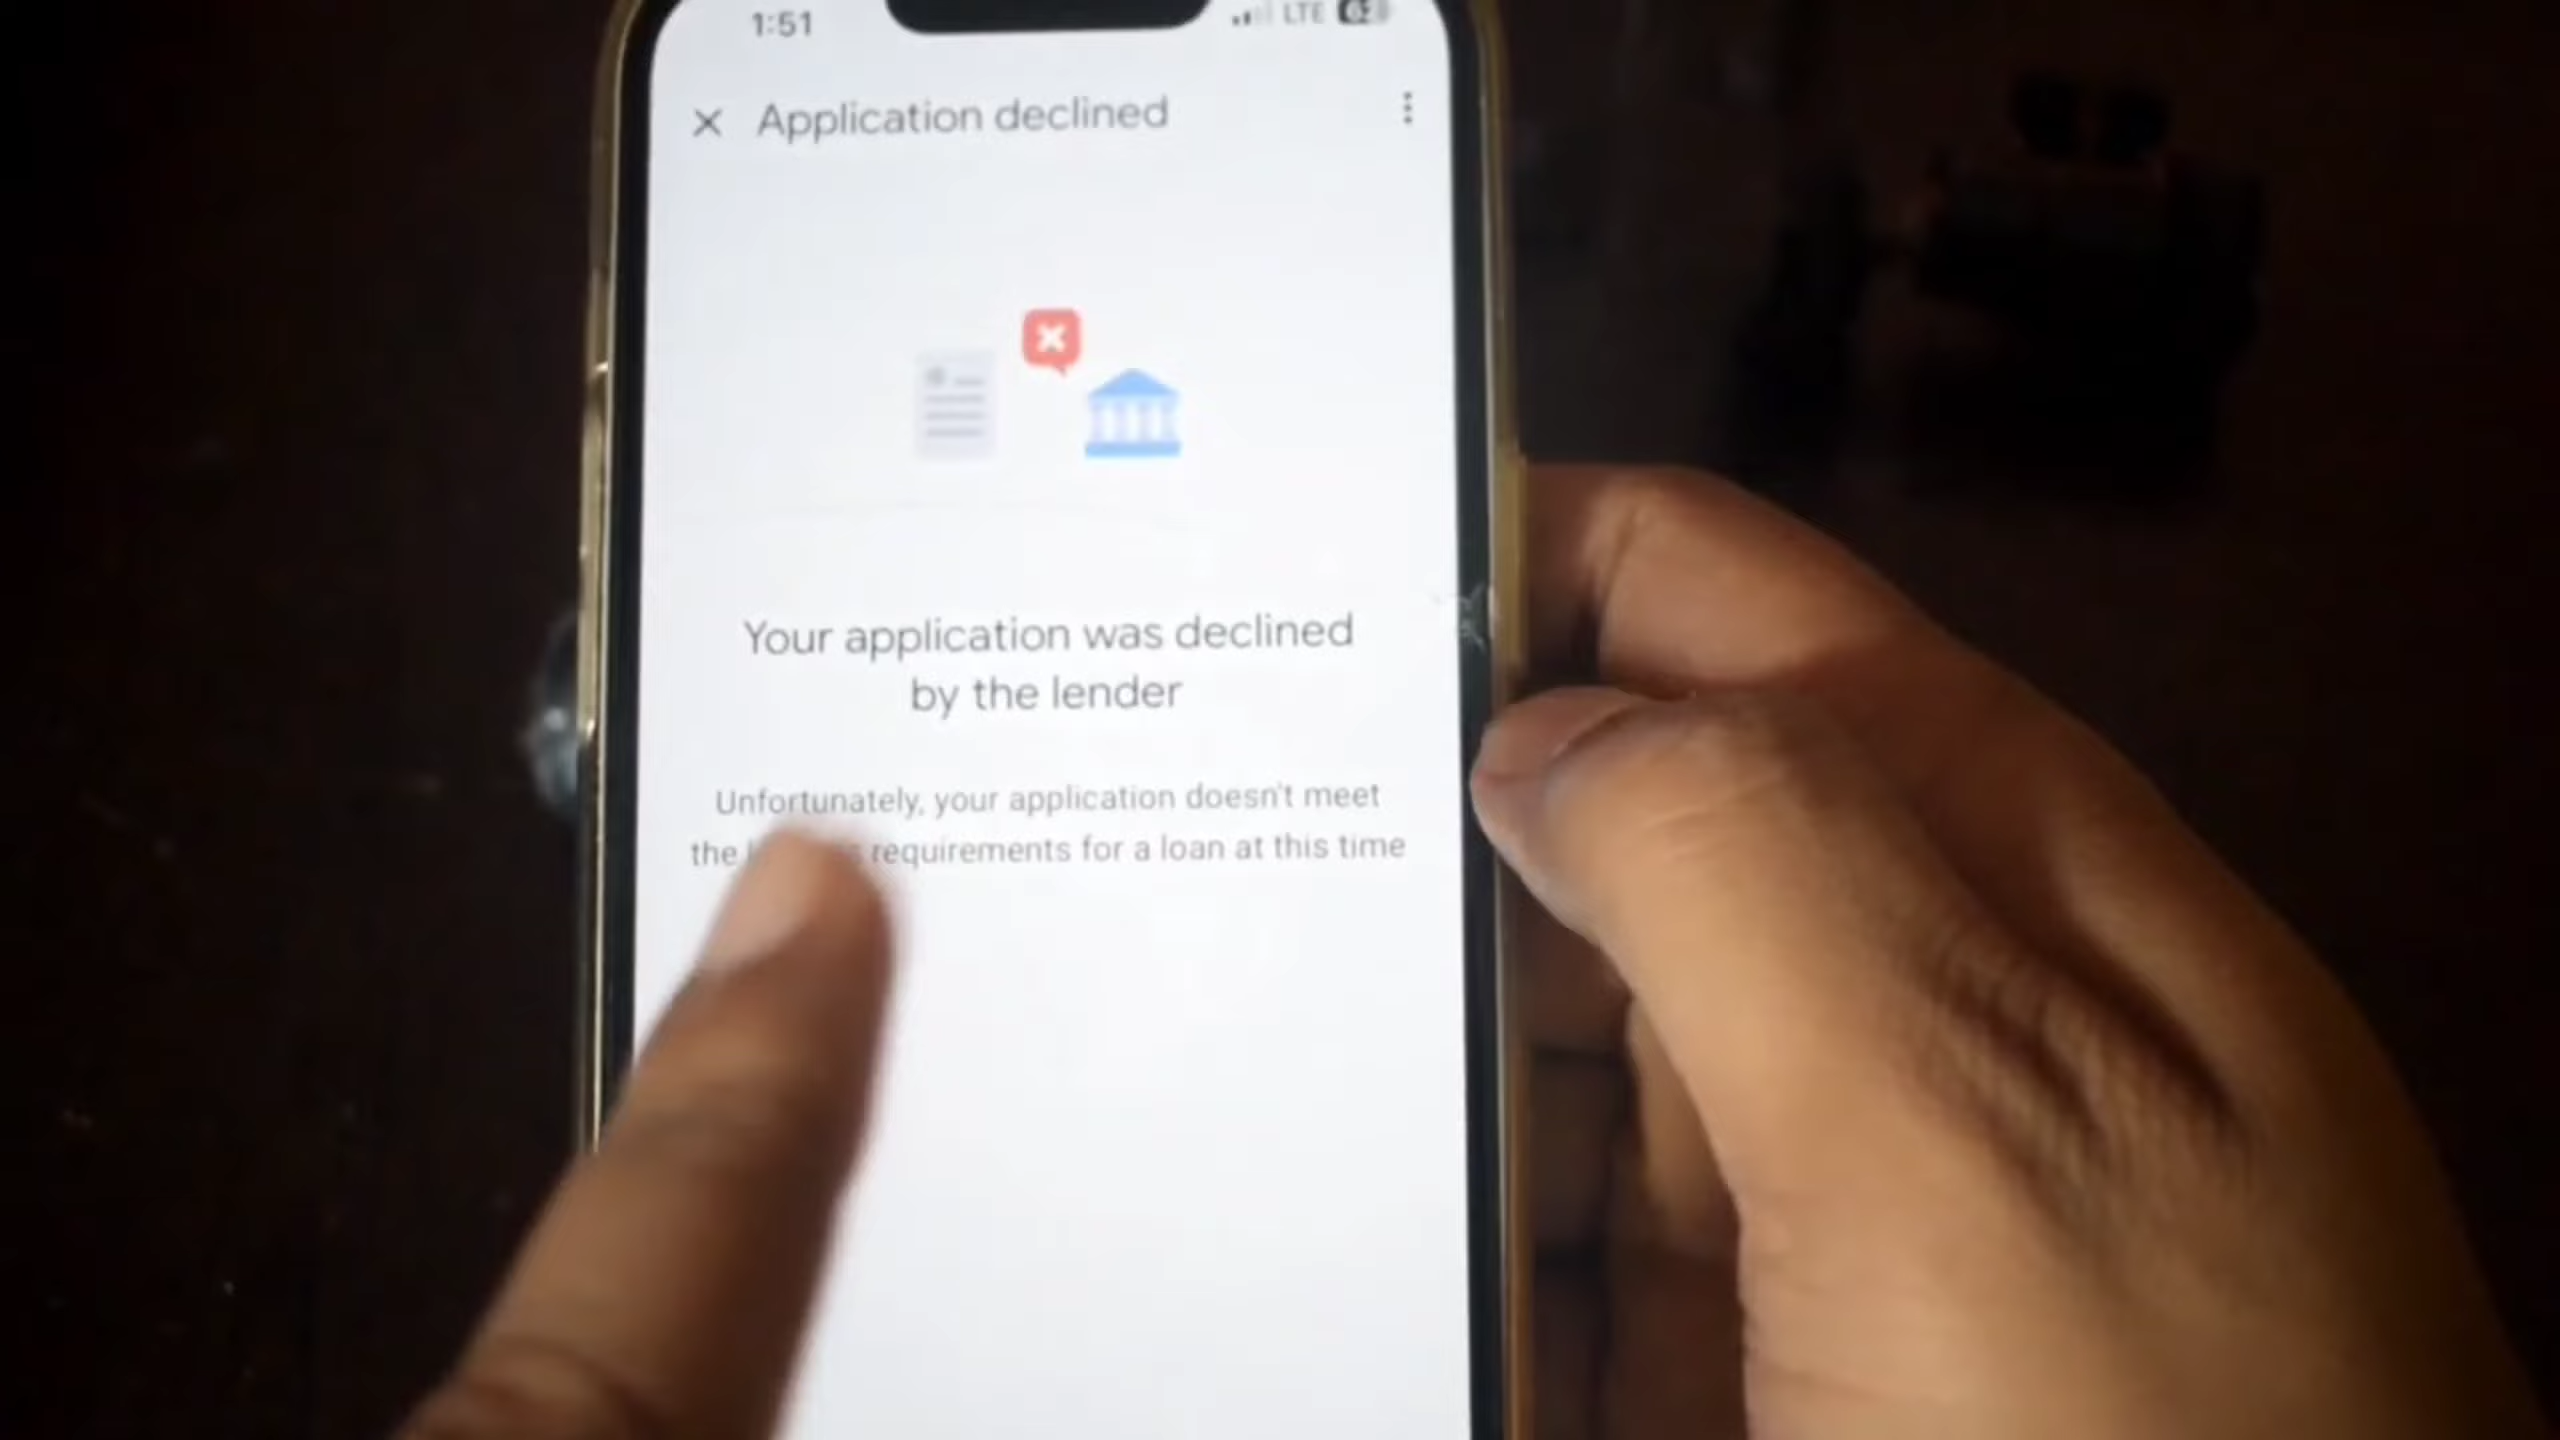 1:51
LTE
Application declined
Your application was declined
by the lender
Unfortunately, your application doesn't meet
the requirements for a loan at this time